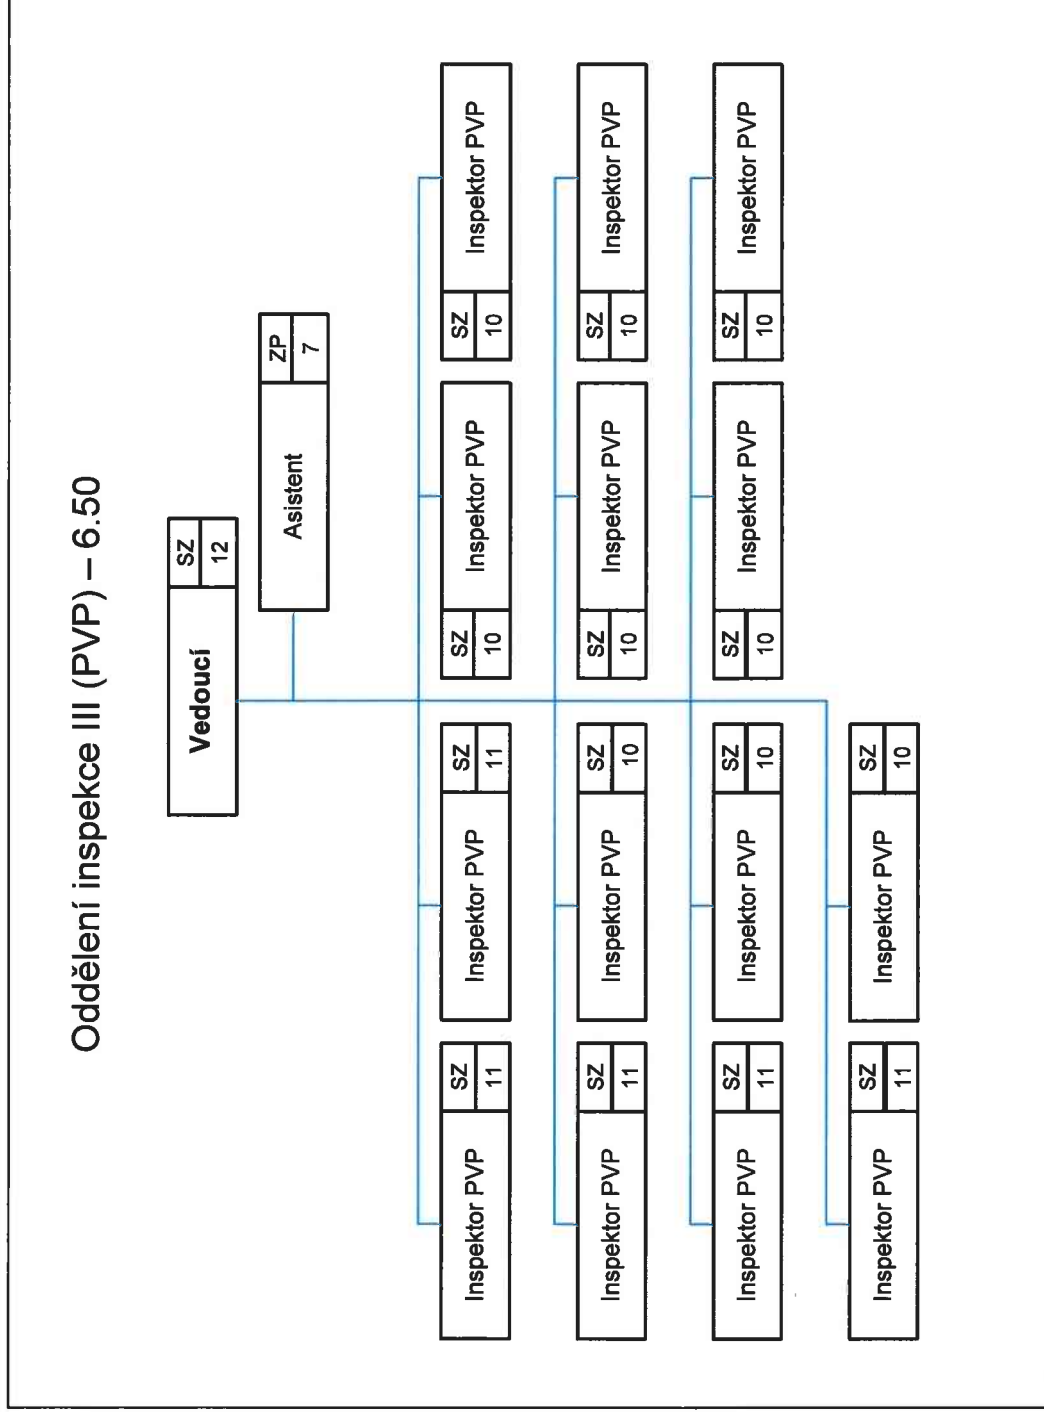 Oddělení inspekce III (PVP) – 6.50
Vedoucí
SZ
12
Asistent
ZP
7
Inspektor PVP
SZ
11
Inspektor PVP
SZ
11
SZ
10
Inspektor PVP
SZ
10
Inspektor PVP
Inspektor PVP
SZ
11
Inspektor PVP
SZ
10
SZ
10
Inspektor PVP
SZ
10
Inspektor PVP
Inspektor PVP
SZ
11
Inspektor PVP
SZ
10
SZ
10
Inspektor PVP
SZ
10
Inspektor PVP
Inspektor PVP
SZ
11
Inspektor PVP
SZ
10